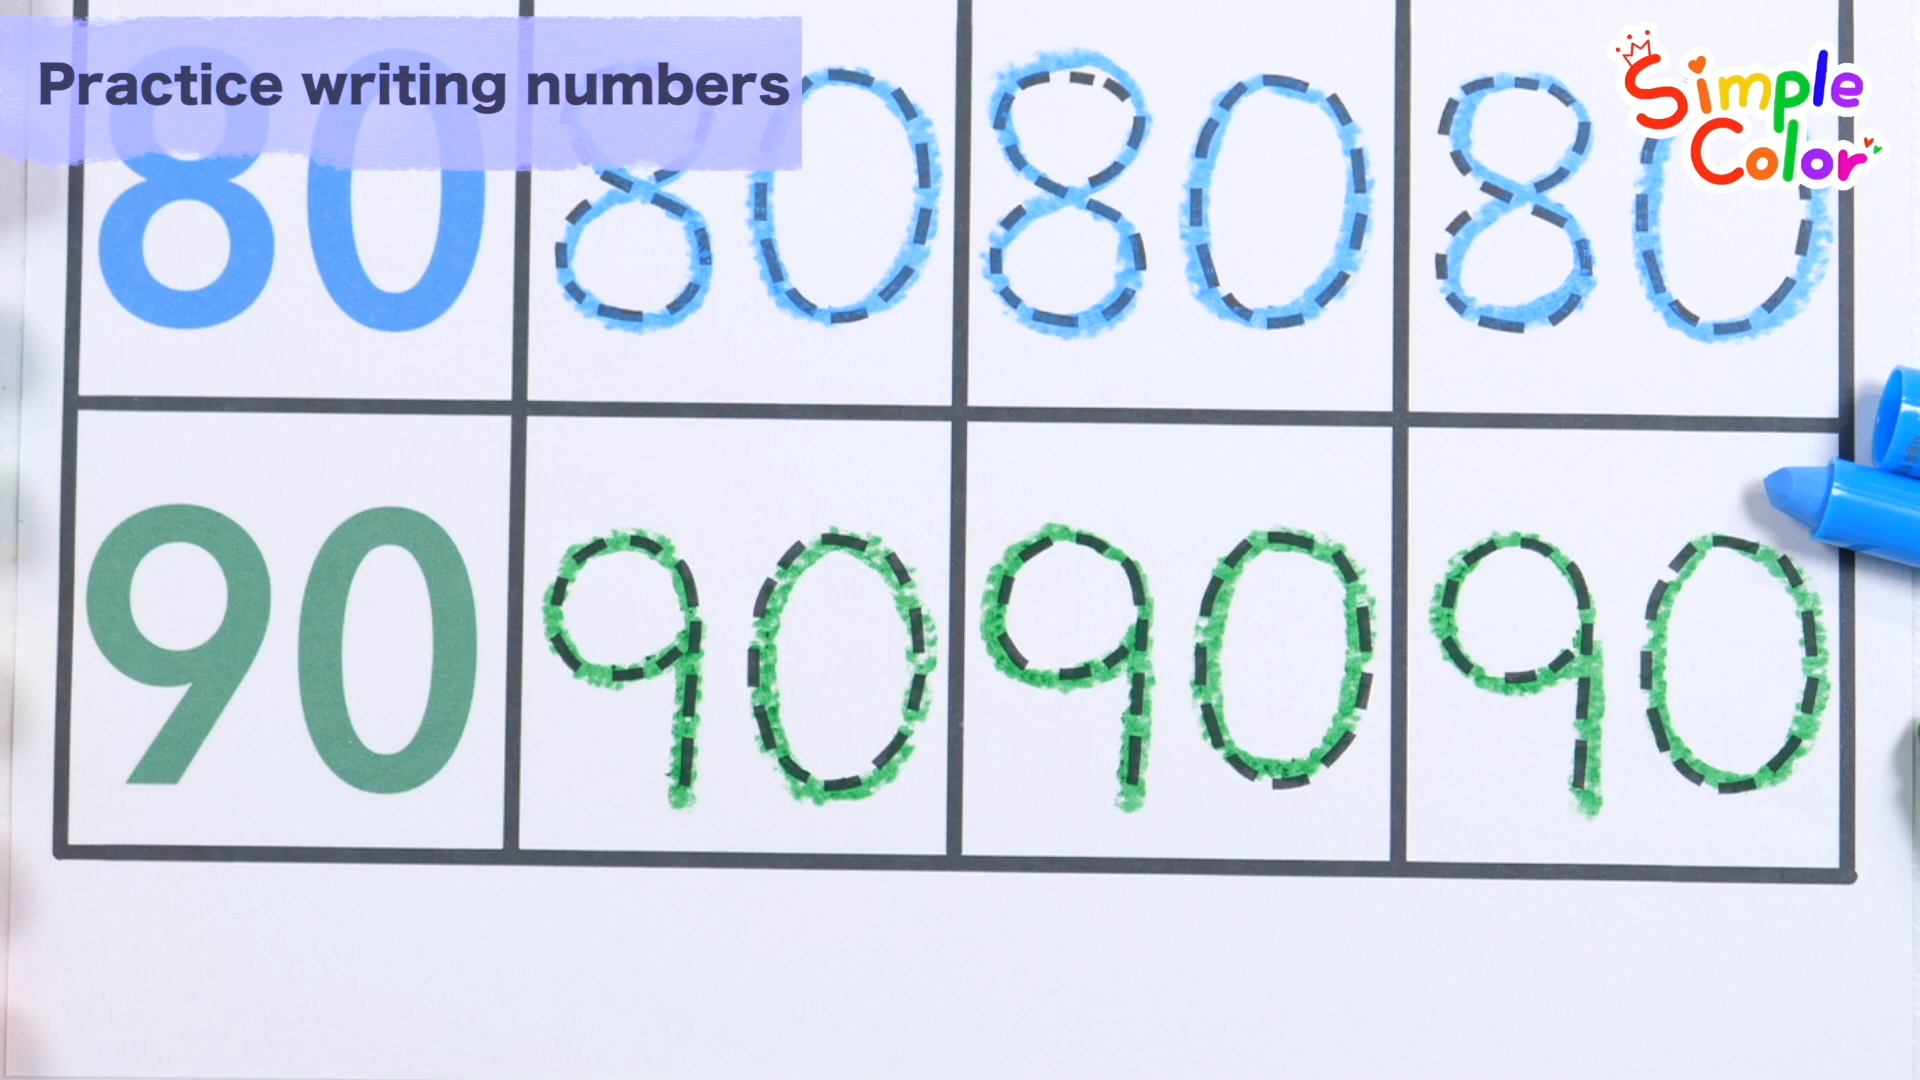 Practice writing numbers
Simple
Color
80 80 80 80
90 90 90 90